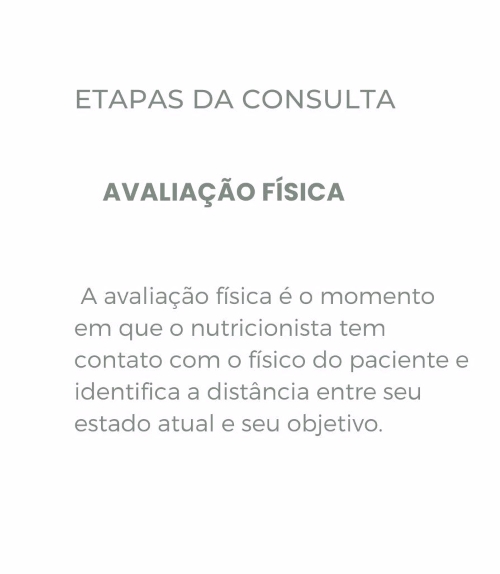 ETAPAS DA CONSULTA
AVALIAÇÃO FÍSICA
A avaliação física é o momento
em que o nutricionista tem
contato com o físico do paciente e
identifica a distância entre seu
estado atual e seu objetivo.